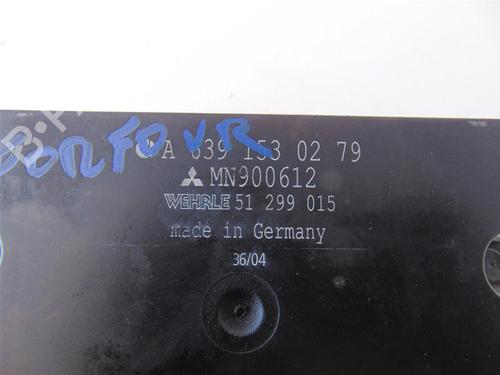 A 639 153 02 79
MN900612
WEHRLE 51 299 015
made in Germany
36/04